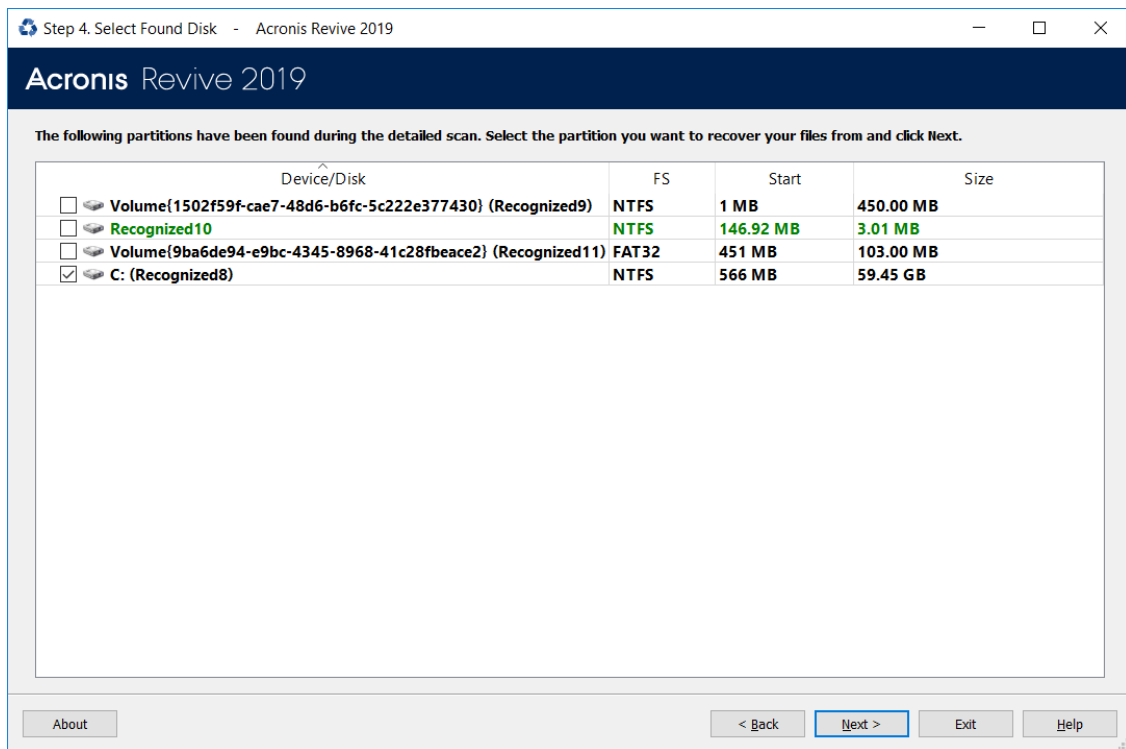 Step 4. Select Found Disk - Acronis Revive 2019
Acronis Revive 2019
The following partitions have been found during the detailed scan. Select the partition you want to recover your files from and click Next.
Device/Disk FS Start Size
Volume{1502f59f-cae7-48d6-b6fc-5c222e377430} (Recognized9) NTFS 1 MB 450.00 MB
Recognized10 NTFS 146.92 MB 3.01 MB
Volume{9ba6de94-e9bc-4345-8968-41c28fbeace2} (Recognized11) FAT32 451 MB 103.00 MB
C: (Recognized8) NTFS 566 MB 59.45 GB
About < Back Next > Exit Help